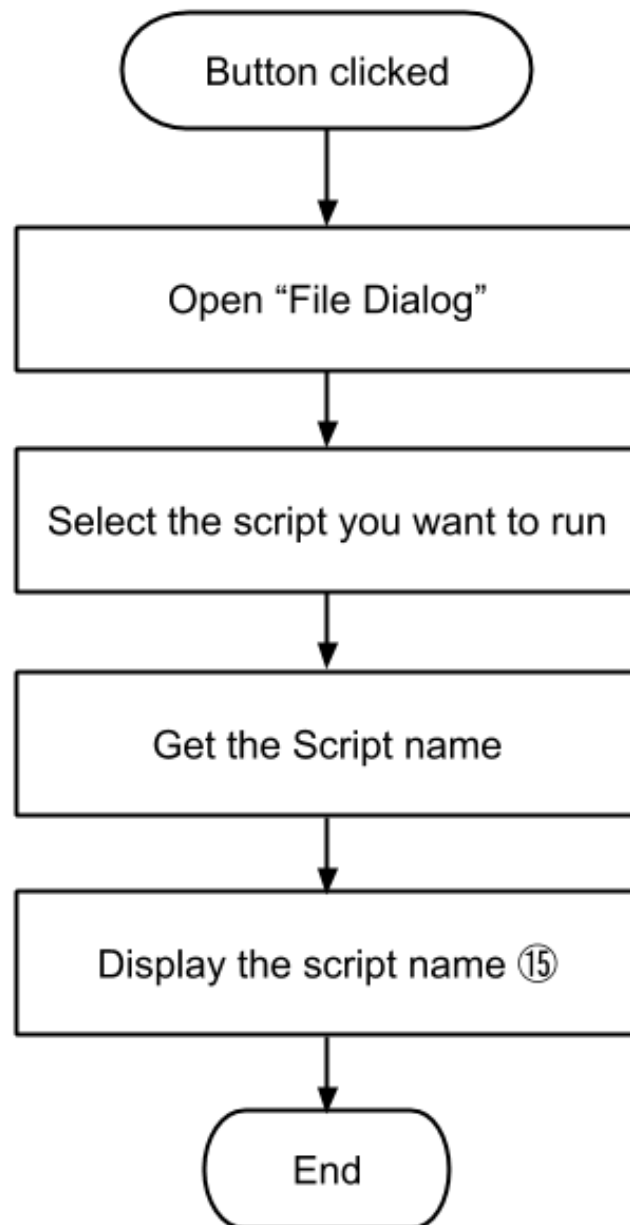 Button clicked
Open “File Dialog”
Select the script you want to run
Get the Script name
Display the script name ⑮
End